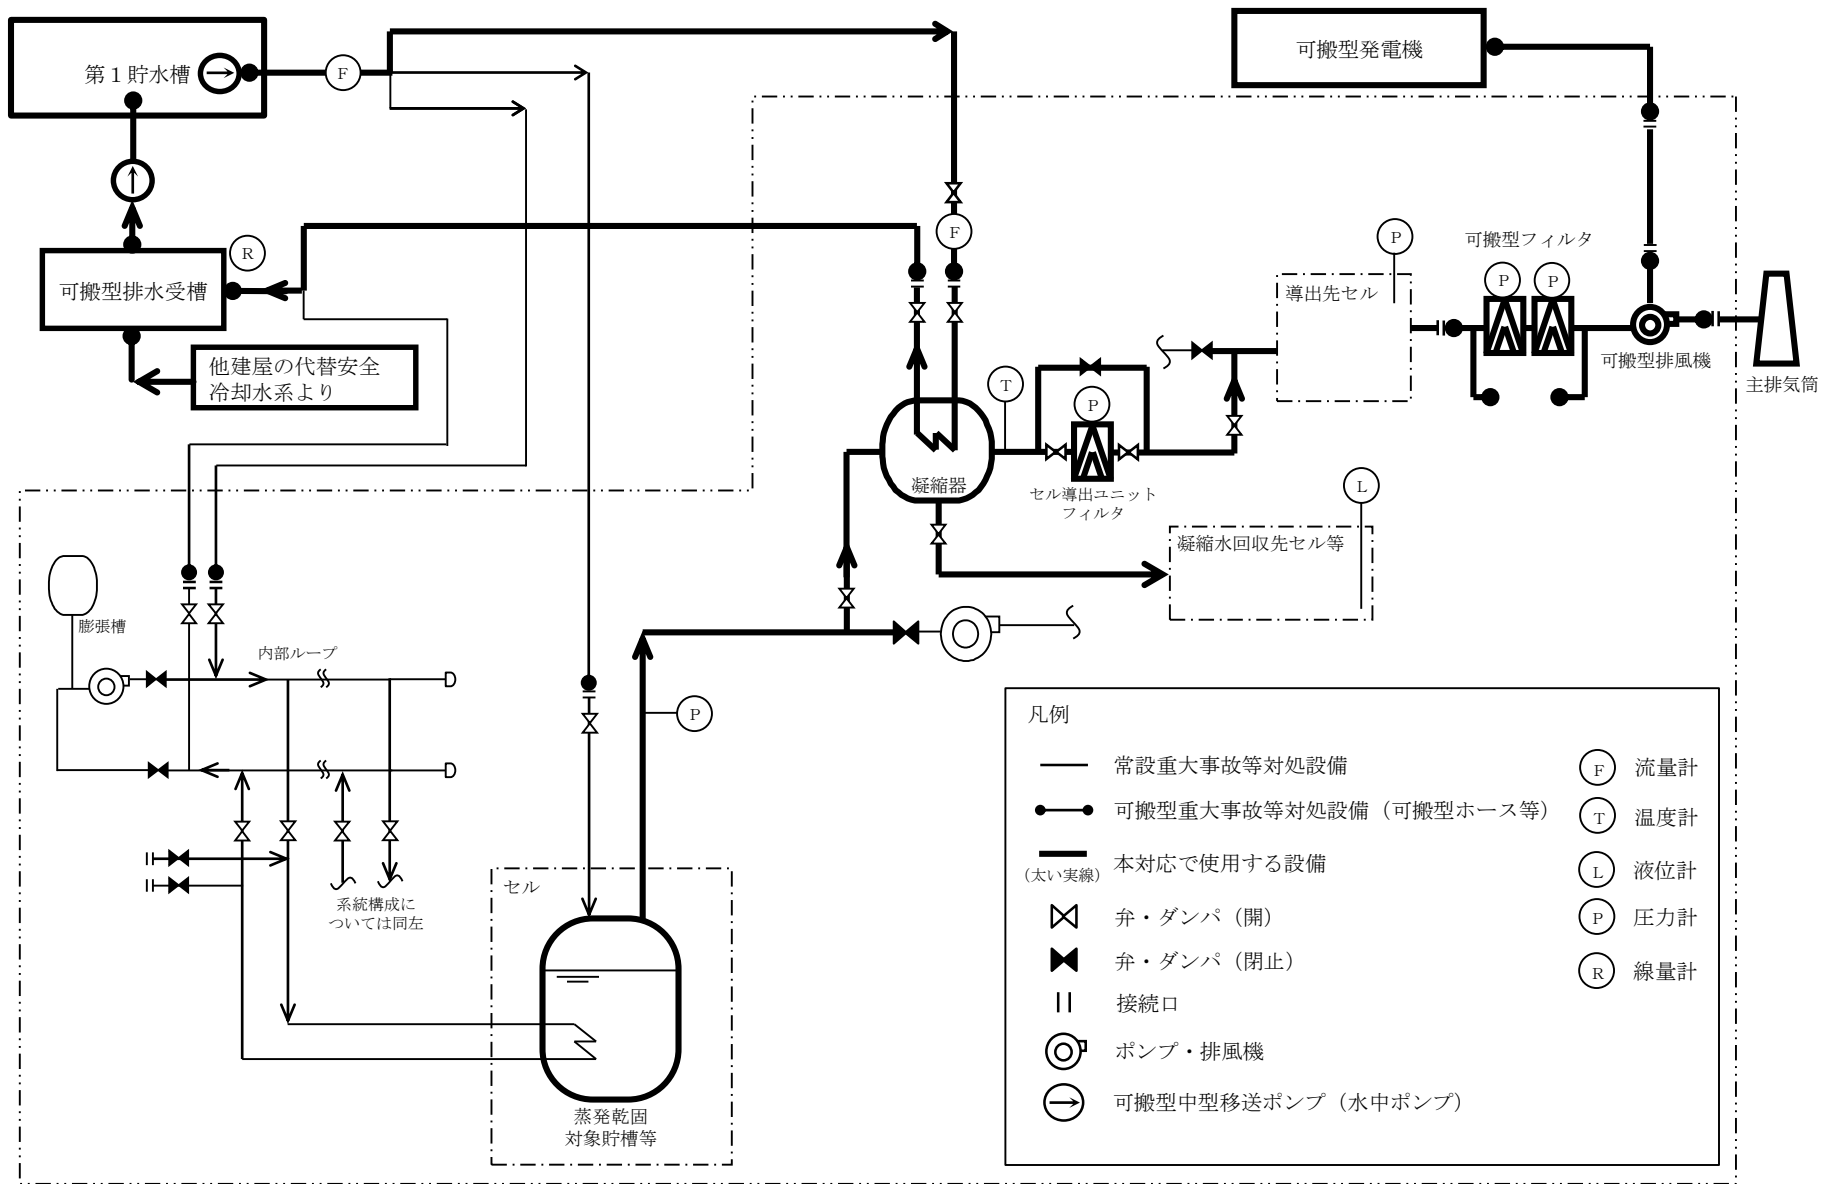 第１貯水槽
F
可搬型発電機
F
R
可搬型排水受槽
他建屋の代替安全
冷却水系より
P
導出先セル
可搬型フィルタ
P
P
可搬型排風機
主排気筒
T
P
凝縮器
セル導出ユニット
フィルタ
L
凝縮水回収先セル等
膨張槽
内部ループ
P
系統構成に
ついては同左
セル
蒸発乾固
対象貯槽等
凡例
常設重大事故等対処設備
可搬型重大事故等対処設備（可搬型ホース等）
本対応で使用する設備
（太い実線）
弁・ダンパ（開）
弁・ダンパ（閉止）
接続口
ポンプ・排風機
可搬型中型移送ポンプ（水中ポンプ）
F 流量計
T 温度計
L 液位計
P 圧力計
R 線量計